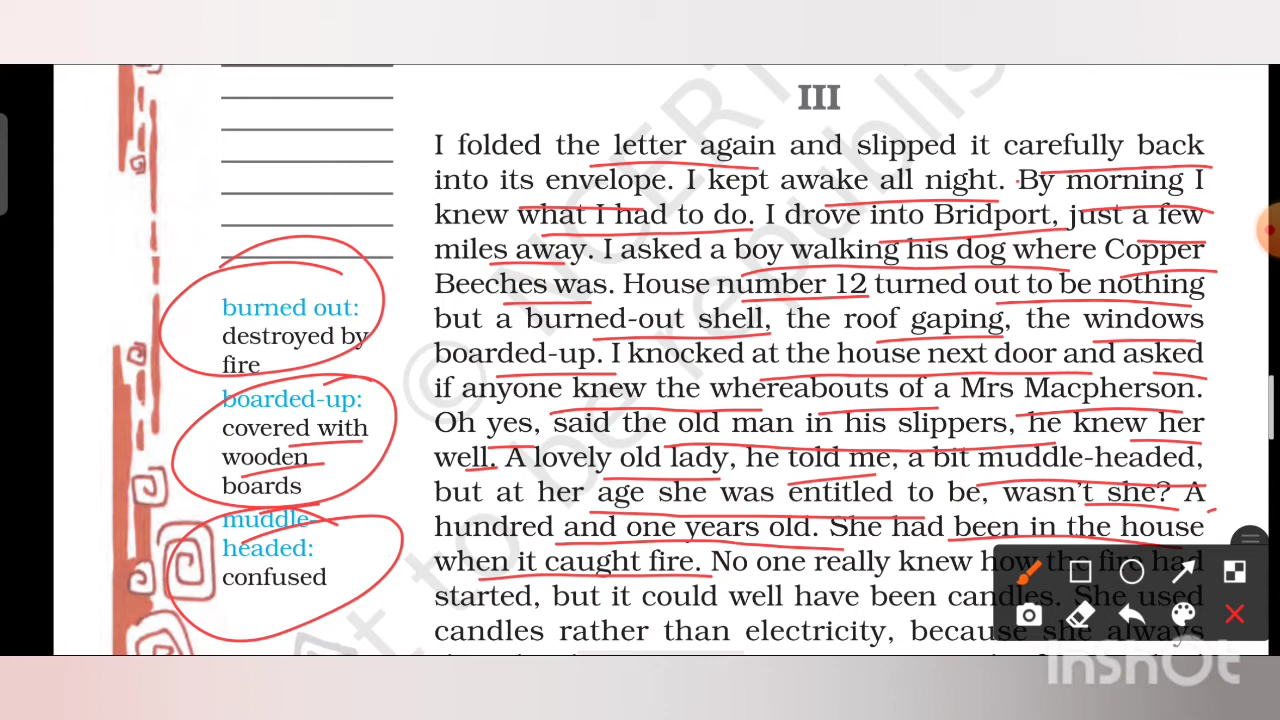 III
I folded the letter again and slipped it carefully back
into its envelope. I kept awake all night. By morning I
knew what I had to do. I drove into Bridport, just a few
miles away. I asked a boy walking his dog where Copper
Beeches was. House number 12 turned out to be nothing
but a burned-out shell, the roof gaping, the windows
boarded-up. I knocked at the house next door and asked
if anyone knew the whereabouts of a Mrs Macpherson.
Oh yes, said the old man in his slippers, he knew her
well. A lovely old lady, he told me, a bit muddle-headed,
but at her age she was entitled to be, wasn't she? A
hundred and one years old. She had been in the house
when it caught fire. No one really knew how the fire had
started, but it could well have been candles. She used
candles rather than electricity, because she always
burned out:
destroyed by
fire
boarded-up:
covered with
wooden
boards
muddle-
headed:
confused
© NCERT
not to be republis
INSHOT